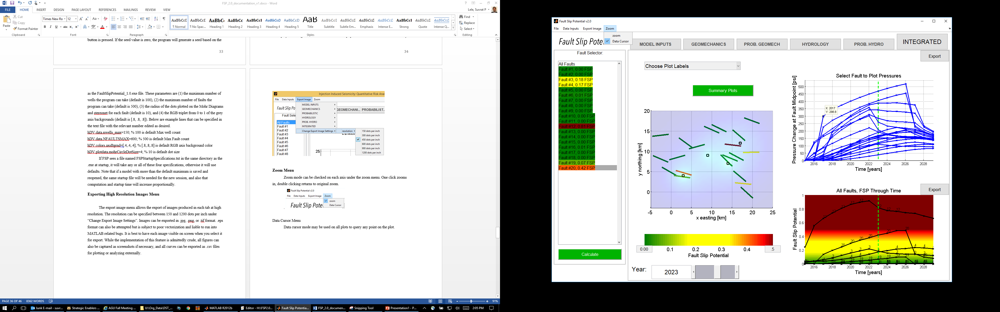 FSP_2.0_documentation_v1.docx - Word
FILE HOME INSERT DESIGN PAGE LAYOUT REFERENCES MAILINGS REVIEW VIEW
Lele, Suvrat P
Paste
Cut
Copy
Format Painter
Clipboard
Times New Ro 12
Font
Paragraph
AaBbCcI AaBbCcI AaBbCc AaBbCc AaBbCcI AaBbCcD AaBbCcD AaB AaBbCcI AaBbCcD AaBbCcD AaBbCcD AaBbCcI AaBbCcD AaBbCcD
¶ Normal ¶ No Spac... Heading 1 Heading 2 Heading 3 Heading 4 Heading 5 Title Subtitle Subtle Em... Emphasis Intense E... Strong Quote Intense Q...
Styles
Find
Replace
Select
Editing
button is pressed. If the seed value is zero, the program will generate a seed based on the
33
34
as the FaultSlipPotential_1.0.exe file. These parameters are (1) the maximum number of
wells the program can take (default is 100), (2) the maximum number of faults the
program can take (default is 500), (3) the radius of the dots plotted on the Mohr Diagrams
and stereonet for each fault (default is 10), and (4) the RGB triplet from 0 to 1 of the grey
axis backgrounds (default is [.8, .8, .8]). Below are example lines that can be specified in
the text file with the relevant number edited as desired.
hDV.data.nwells_max=150; % 100 is default Max well count
hDV.data.NFAULTSMAX=600; % 500 is default Max Fault count
hDV.colors.axsBgrnd=[.4,.4,.4]; % [.8,.8,.8] is default RGB axis background color
hDV.plotdata.mohrCircleDotSize=4; % 10 is default dot size
If FSP sees a file named FSPStartupSpecifications.txt in the same directory as the
.exe at startup, it will take any or all of these four specifications, otherwise it will use
defaults. Note that if a model with more than the default maximum is saved and
reopened, the same startup file will be needed for the new session, and also that
computation and startup time will increase proportionally.
Exporting High Resolution Images Menu
The export image menu allows the export of images produced in each tab at high
resolution. The resolution can be specified between 150 and 1200 dots per inch under
“Change Export Image Settings”. Images can be exported in .jpg, .png, or .tif format. .eps
format can also be attempted but is subject to poor vectorization and liable to run into
MATLAB related bugs. It is best to have each image visible on screen when you select it
for export. While the implementation of this feature is admittedly crude, all figures can
also be captured as screenshots if necessary, and all curves can be exported as .csv files
for plotting or analyzing externally.
Injection Induced Seismicity: Quantitative Risk Anal
File Data Inputs Export Image Zoom
Fault Slip Po
MODEL INPUTS
GEOMECHANICS
PROBABILISTIC
HYDROLOGY
PROB. HYDRO
INTEGRATED
Change Export Image Settings
resolution
GEOMECHANI... PROBABILIST...
Fault Sele
All Faults
Fault #1
Fault #2
Fault #3
Fault #4
Fault #5
Fault #6
Fault #7
Fault #8
150 dots per inch
300 dots per inch
450 dots per inch
600 dots per inch
900 dots per inch
1200 dots per inch
25
Zoom Menu
Zoom mode can be checked on each axis under the zoom menu. One click zooms
in, double clicking returns to original zoom.
Fault Slip Potential v2.0
File Data Inputs Export Image Zoom
zoom
Data Cursor
Fault Slip Pote
Data Cursor Menu
Data cursor mode may be used on all plots to query any point on the plot.
PAGE 36 OF 46 8362 WORDS
91%
Junk E-mail - suvr... Strategic Enablers ... AGU Fall Meeting ... U:\Org_Data\DST_... MATLAB R2012b Editor - H:\FSP2.0... Fault Slip Potentia... FSP_2.0_documen... Snipping Tool Presentation1 - P... 2:05 PM
Fault Slip Potential v2.0
File Data Inputs Export Image Zoom
zoom
Data Cursor
Fault Slip Pote
MODEL INPUTS GEOMECHANICS PROB. GEOMECH HYDROLOGY PROB. HYDRO INTEGRATED
Fault Selector:
All Faults
Fault #1, 0.00 FSP
Fault #2, 0.00 FSP
Fault #3, 0.18 FSP
Fault #4, 0.17 FSP
Fault #5, 0.00 FSP
Fault #6, 0.01 FSP
Fault #7, 0.00 FSP
Fault #8, 0.00 FSP
Fault #9, 0.00 FSP
Fault #10, 0.00 FSP
Fault #11, 0.00 FSP
Fault #12, 0.81 FSP
Fault #13, 0.00 FSP
Fault #14, 0.00 FSP
Fault #15, 0.00 FSP
Fault #16, 0.01 FSP
Fault #17, 0.00 FSP
Fault #18, 0.00 FSP
Fault #19, 0.07 FSP
Fault #20, 0.42 FSP
Calculate
Choose Plot Labels
Summary Plots
y northing [km]
20
15
10
5
0
-5 0 5 10 15 20 25
x easting [km]
0.00 0.1 0.2 0.3 0.4 .5
Fault Slip Potential
Year: 2023
Export
Select Fault to Plot Pressures
Pressure Change at Fault Midpoint [psi]
500
450
400
350
300
250
200
150
100
50
0
X: 2017
Y: 298.8
2016 2018 2020 2022 2024 2026 2028
Time [years]
Export
All Faults, FSP Through Time
Fault Slip Potential
1
0.8
0.6
0.4
0.2
0
2016 2018 2020 2022 2024 2026 2028
Time [years]